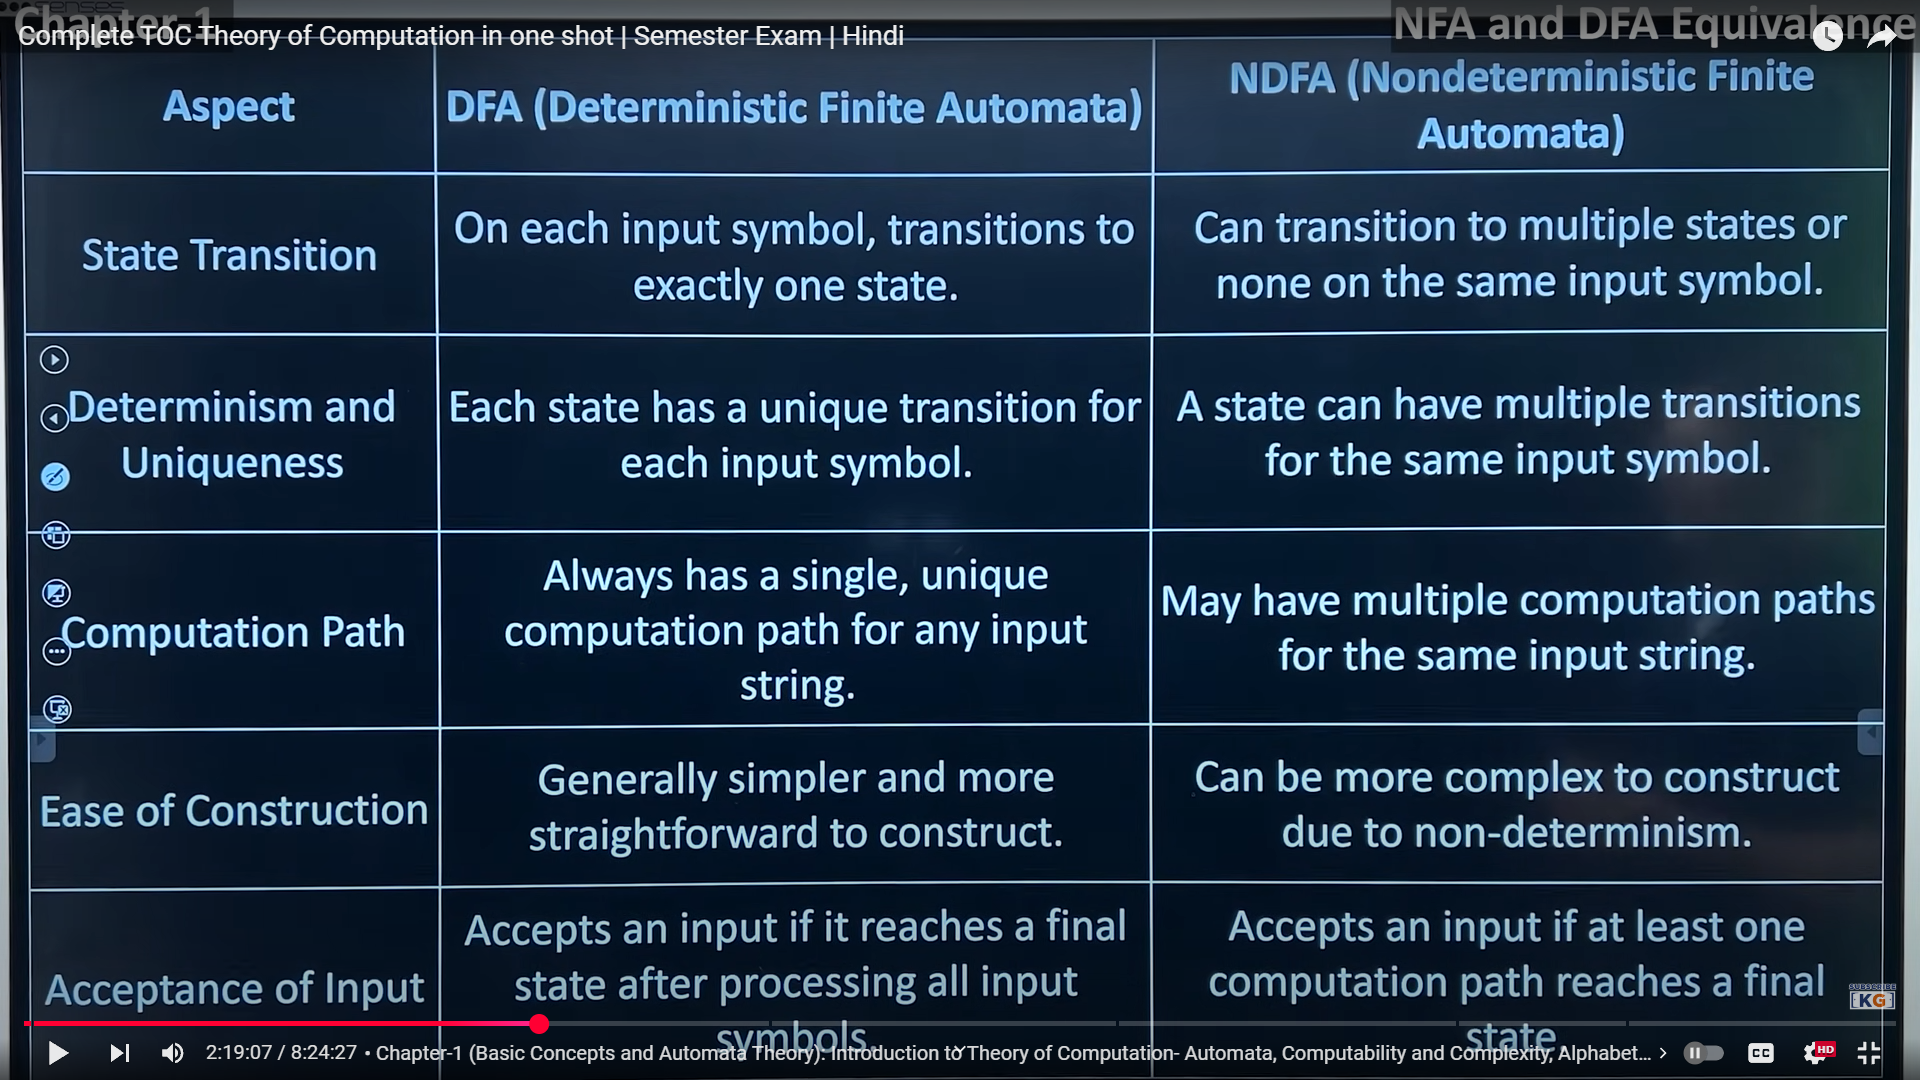 Chapter-1
NFA and DFA Equivalence
Complete TOC Theory of Computation in one shot | Semester Exam | Hindi
Aspect
DFA (Deterministic Finite Automata)
NDFA (Nondeterministic Finite
Automata)
State Transition
On each input symbol, transitions to
exactly one state.
Can transition to multiple states or
none on the same input symbol.
Determinism and
Uniqueness
Each state has a unique transition for
each input symbol.
A state can have multiple transitions
for the same input symbol.
Computation Path
Always has a single, unique
computation path for any input
string.
May have multiple computation paths
for the same input string.
Ease of Construction
Generally simpler and more
straightforward to construct.
Can be more complex to construct
due to non-determinism.
Acceptance of Input
Accepts an input if it reaches a final
state after processing all input
symbols.
Accepts an input if at least one
computation path reaches a final
state
SUBSCRIBE
KG
2:19:07 / 8:24:27 • Chapter-1 (Basic Concepts and Automata Theory): Introduction to Theory of Computation- Automata, Computability and Complexity, Alphabet...
CC
HD